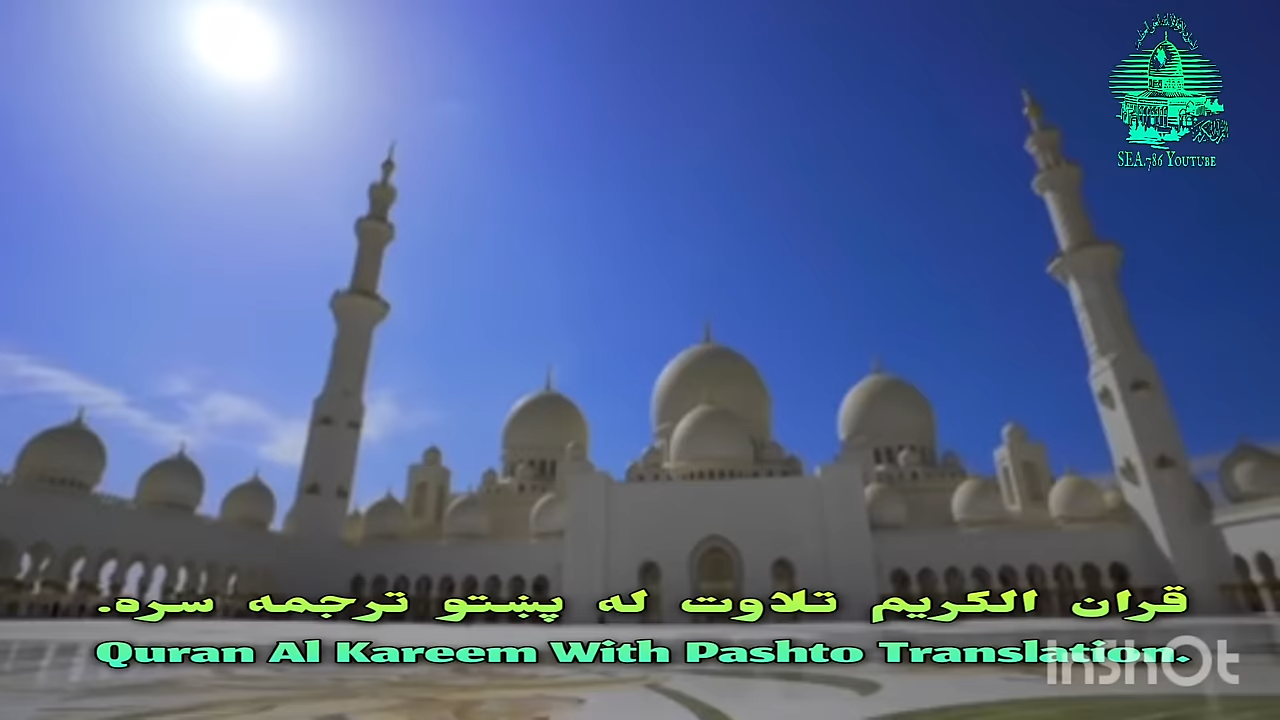 SEA.786 YOUTUBE
قران الکریم تلاوت له پښتو ترجمه سره.
Quran Al Kareem With Pashto Translation.
InShOt